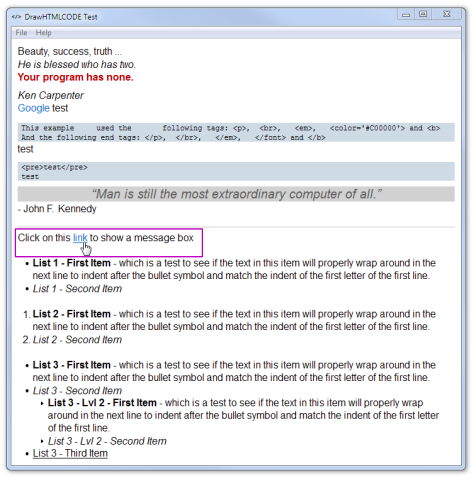 </> DrawHTMLCODE Test
File Help
Beauty, success, truth ...
He is blessed who has two.
Your program has none.
Ken Carpenter
Google test
This example used the following tags: <p>, <br>, <em>, <color='#C00000'> and <b>
And the following end tags: </p>, </br>, </em>, </font> and </b>
test
<pre>test</pre>
test
“Man is still the most extraordinary computer of all.”
- John F. Kennedy
Click on this link to show a message box
• List 1 - First Item - which is a test to see if the text in this item will properly wrap around in the
next line to indent after the bullet symbol and match the indent of the first letter of the first line.
• List 1 - Second Item
1. List 2 - First Item - which is a test to see if the text in this item will properly wrap around in the
next line to indent after the bullet symbol and match the indent of the first letter of the first line.
2. List 2 - Second Item
• List 3 - First Item - which is a test to see if the text in this item will properly wrap around in the
next line to indent after the bullet symbol and match the indent of the first letter of the first line.
• List 3 - Second Item
‣ List 3 - Lvl 2 - First Item - which is a test to see if the text in this item will properly wrap
around in the next line to indent after the bullet symbol and match the indent of the first letter
of the first line.
‣ List 3 - Lvl 2 - Second Item
• List 3 - Third Item